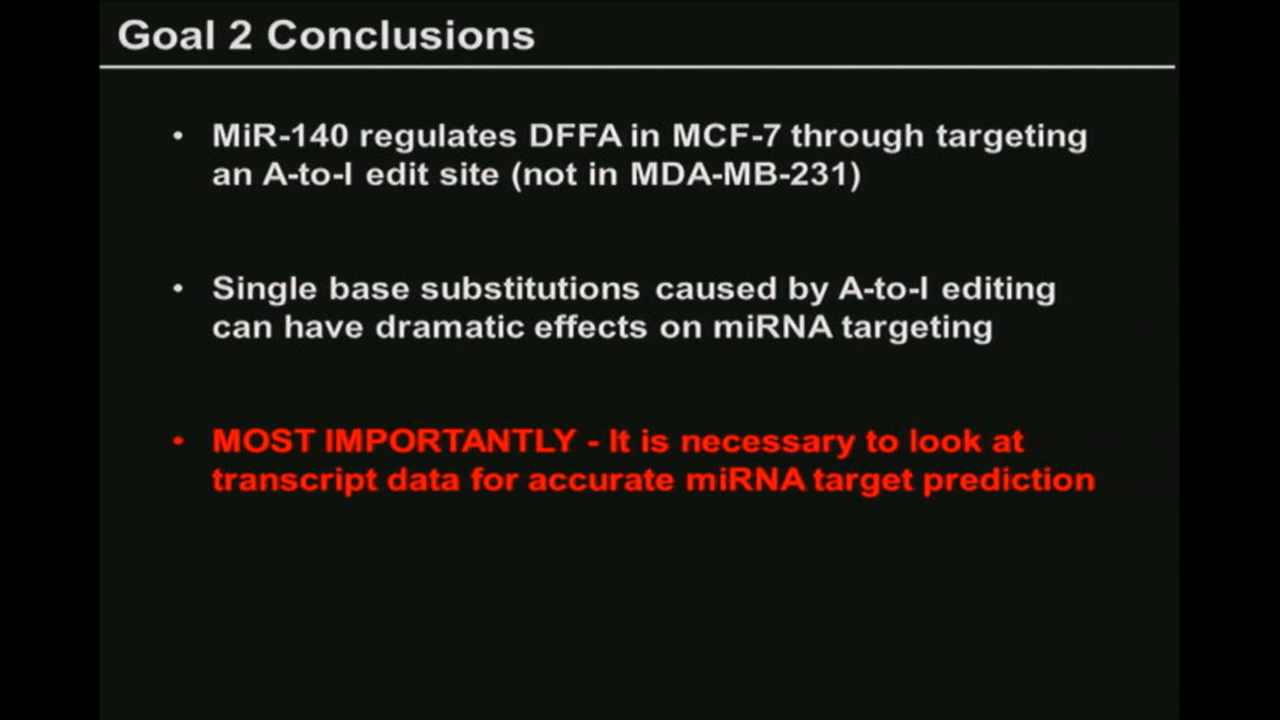 Goal 2 Conclusions
• MiR-140 regulates DFFA in MCF-7 through targeting
an A-to-I edit site (not in MDA-MB-231)
• Single base substitutions caused by A-to-I editing
can have dramatic effects on miRNA targeting
• MOST IMPORTANTLY - It is necessary to look at
transcript data for accurate miRNA target prediction